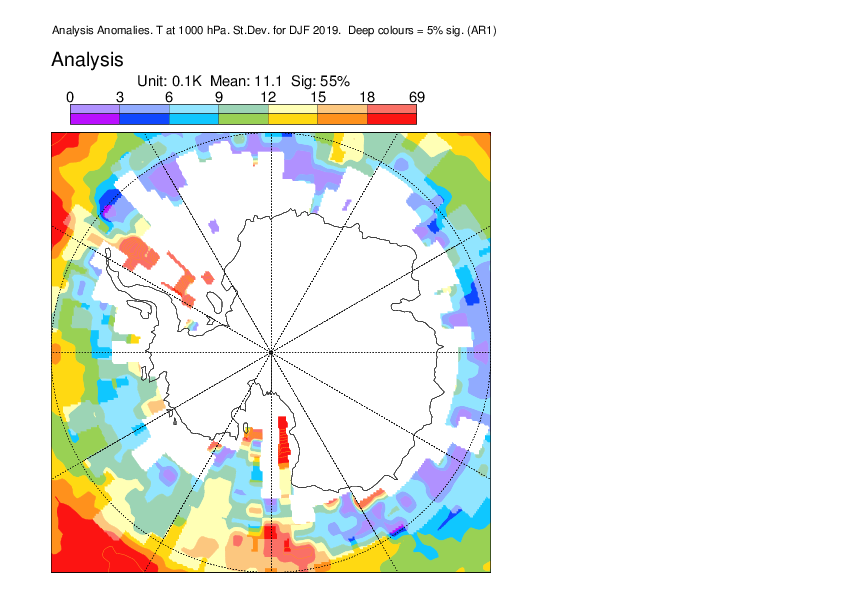 Analysis Anomalies. T at 1000 hPa. St.Dev. for DJF 2019.  Deep colours = 5% sig. (AR1)
Analysis
Unit: 0.1K  Mean: 11.1  Sig: 55%
0 3 6 9 12 15 18 69